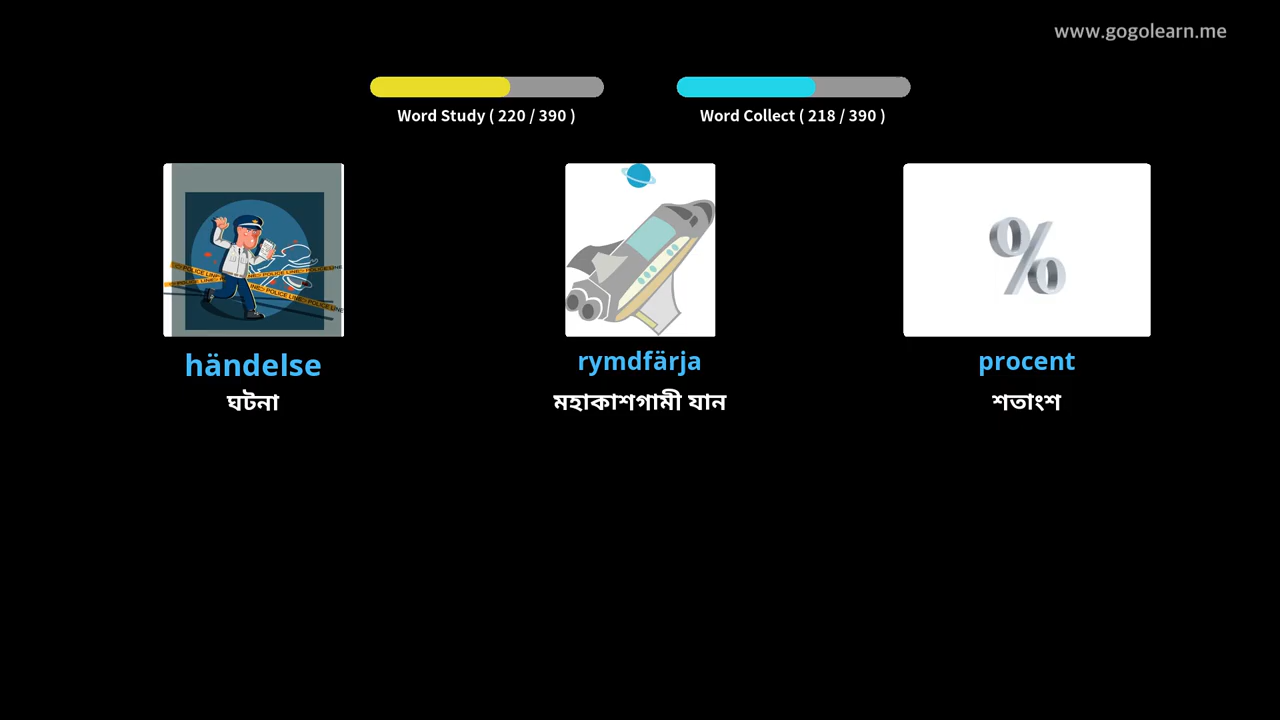 www.gogolearn.me
Word Study ( 220 / 390 )
Word Collect ( 218 / 390 )
händelse
rymdfärja
procent
ঘটনা
মহাকাশগামী যান
শতাংশ
%